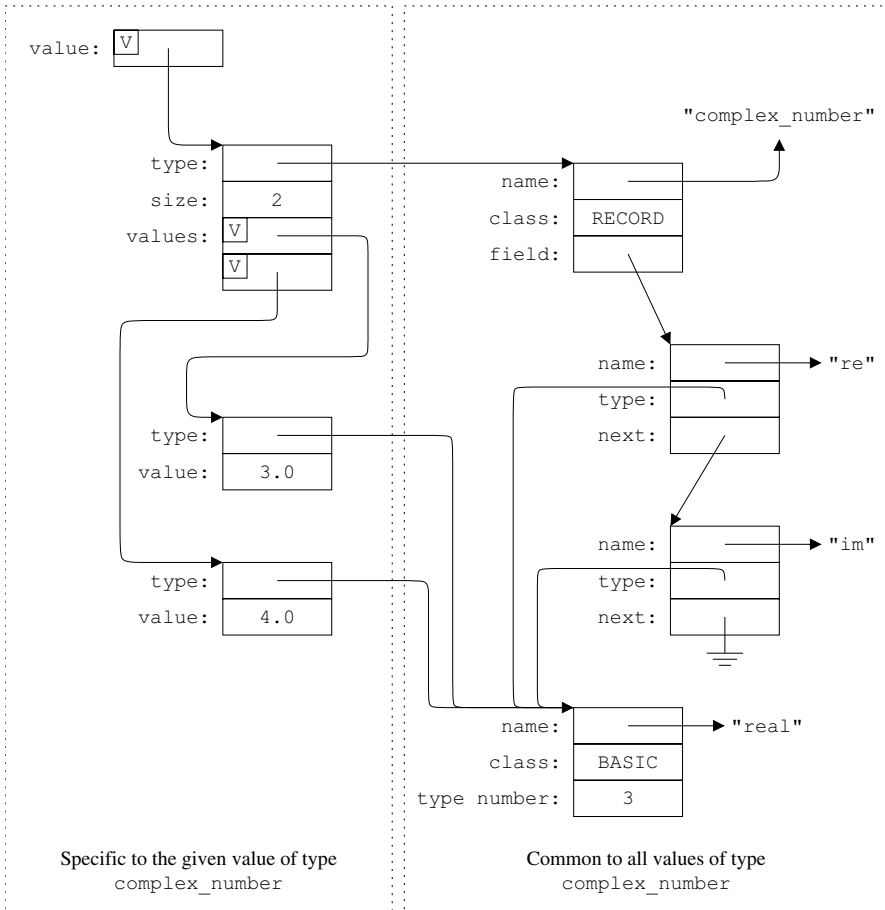 value: V
"complex_number"
type:
size: 2
values: V
V
type:
value: 3.0
type:
value: 4.0
name:
class: RECORD
field:
name: "re"
type:
next:
name: "im"
type:
next:
name: "real"
class: BASIC
type number: 3
Specific to the given value of type
complex_number
Common to all values of type
complex_number